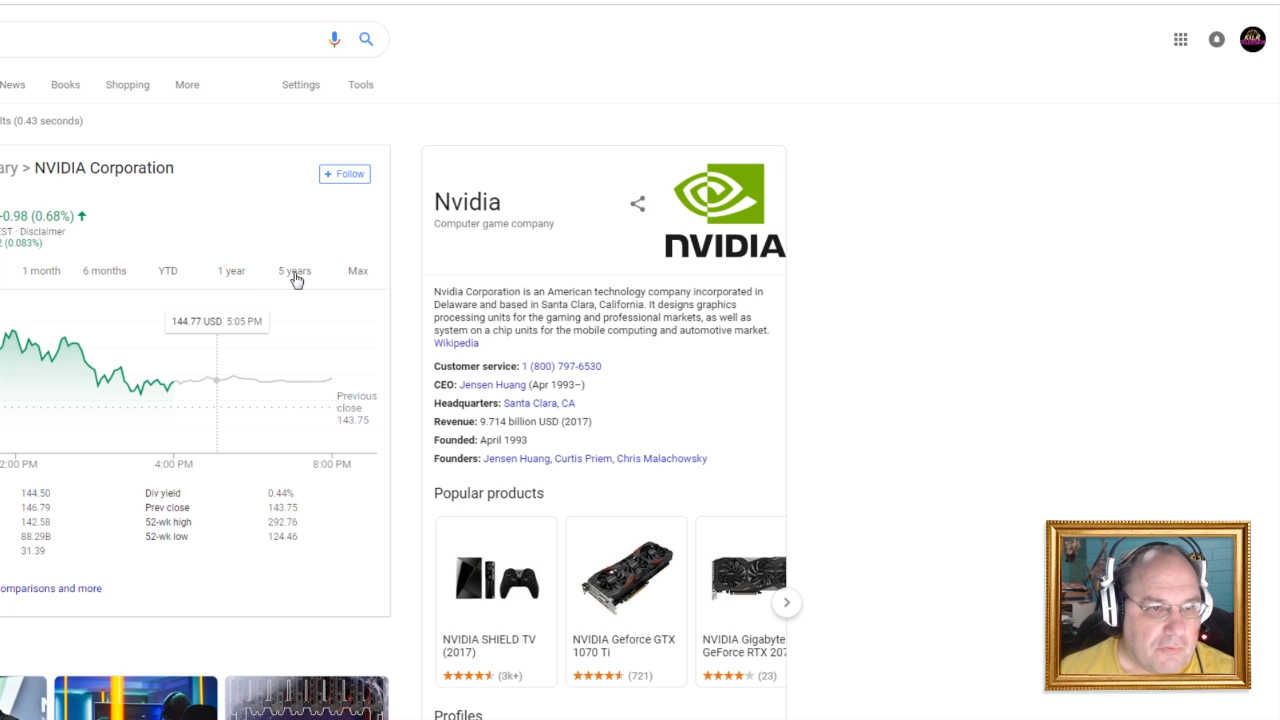 News Books Shopping More Settings Tools
lts (0.43 seconds)
ary > NVIDIA Corporation
+ Follow
0.98 (0.68%)
EST · Disclaimer
2 (0.083%)
1 month 6 months YTD 1 year 5 years Max
144.77 USD 5:05 PM
Previous
close
143.75
2:00 PM 4:00 PM 8:00 PM
144.50 Div yield 0.44%
146.79 Prev close 143.75
142.58 52-wk high 292.76
88.29B 52-wk low 124.46
31.39
omparisons and more
Nvidia
Computer game company
NVIDIA
Nvidia Corporation is an American technology company incorporated in
Delaware and based in Santa Clara, California. It designs graphics
processing units for the gaming and professional markets, as well as
system on a chip units for the mobile computing and automotive market.
Wikipedia
Customer service: 1 (800) 797-6530
CEO: Jensen Huang (Apr 1993–)
Headquarters: Santa Clara, CA
Revenue: 9.714 billion USD (2017)
Founded: April 1993
Founders: Jensen Huang, Curtis Priem, Chris Malachowsky
Popular products
NVIDIA SHIELD TV
(2017)
(3k+)
NVIDIA Geforce GTX
1070 Ti
(721)
NVIDIA Gigabyte
GeForce RTX 207
(23)
Profiles